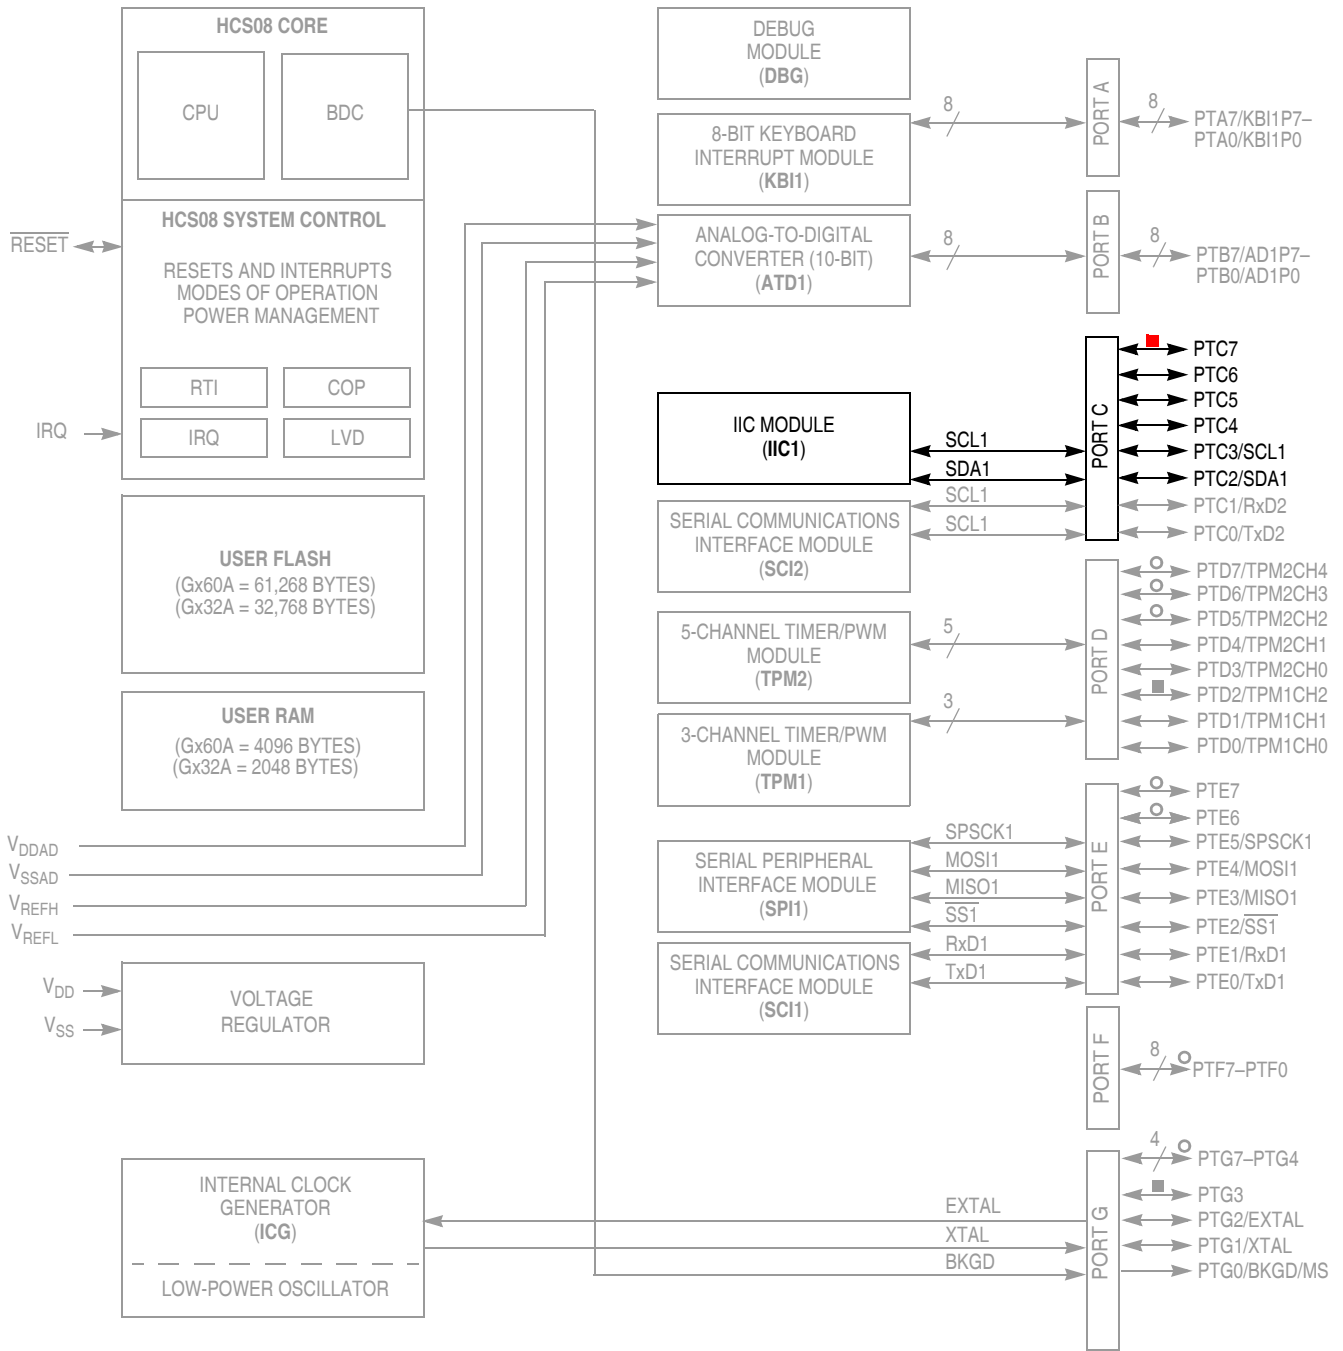 HCS08 CORE
CPU
BDC
HCS08 SYSTEM CONTROL
RESETS AND INTERRUPTS
MODES OF OPERATION
POWER MANAGEMENT
RTI
COP
IRQ
LVD
RESET
IRQ
USER FLASH
(Gx60A = 61,268 BYTES)
(Gx32A = 32,768 BYTES)
USER RAM
(Gx60A = 4096 BYTES)
(Gx32A = 2048 BYTES)
VDDAD
VSSAD
VREFH
VREFL
VDD
VSS
VOLTAGE
REGULATOR
INTERNAL CLOCK
GENERATOR
(ICG)
LOW-POWER OSCILLATOR
DEBUG
MODULE
(DBG)
8-BIT KEYBOARD
INTERRUPT MODULE
(KBI1)
ANALOG-TO-DIGITAL
CONVERTER (10-BIT)
(ATD1)
IIC MODULE
(IIC1)
SERIAL COMMUNICATIONS
INTERFACE MODULE
(SCI2)
5-CHANNEL TIMER/PWM
MODULE
(TPM2)
3-CHANNEL TIMER/PWM
MODULE
(TPM1)
SERIAL PERIPHERAL
INTERFACE MODULE
(SPI1)
SERIAL COMMUNICATIONS
INTERFACE MODULE
(SCI1)
8
8
SCL1
SDA1
SCL1
SCL1
5
3
SPSCK1
MOSI1
MISO1
SS1
RxD1
TxD1
EXTAL
XTAL
BKGD
PORT A
8
PTA7/KBI1P7–
PTA0/KBI1P0
PORT B
8
PTB7/AD1P7–
PTB0/AD1P0
PORT C
PTC7
PTC6
PTC5
PTC4
PTC3/SCL1
PTC2/SDA1
PTC1/RxD2
PTC0/TxD2
PORT D
PTD7/TPM2CH4
PTD6/TPM2CH3
PTD5/TPM2CH2
PTD4/TPM2CH1
PTD3/TPM2CH0
PTD2/TPM1CH2
PTD1/TPM1CH1
PTD0/TPM1CH0
PORT E
PTE7
PTE6
PTE5/SPSCK1
PTE4/MOSI1
PTE3/MISO1
PTE2/SS1
PTE1/RxD1
PTE0/TxD1
PORT F
8
PTF7–PTF0
PORT G
4
PTG7–PTG4
PTG3
PTG2/EXTAL
PTG1/XTAL
PTG0/BKGD/MS